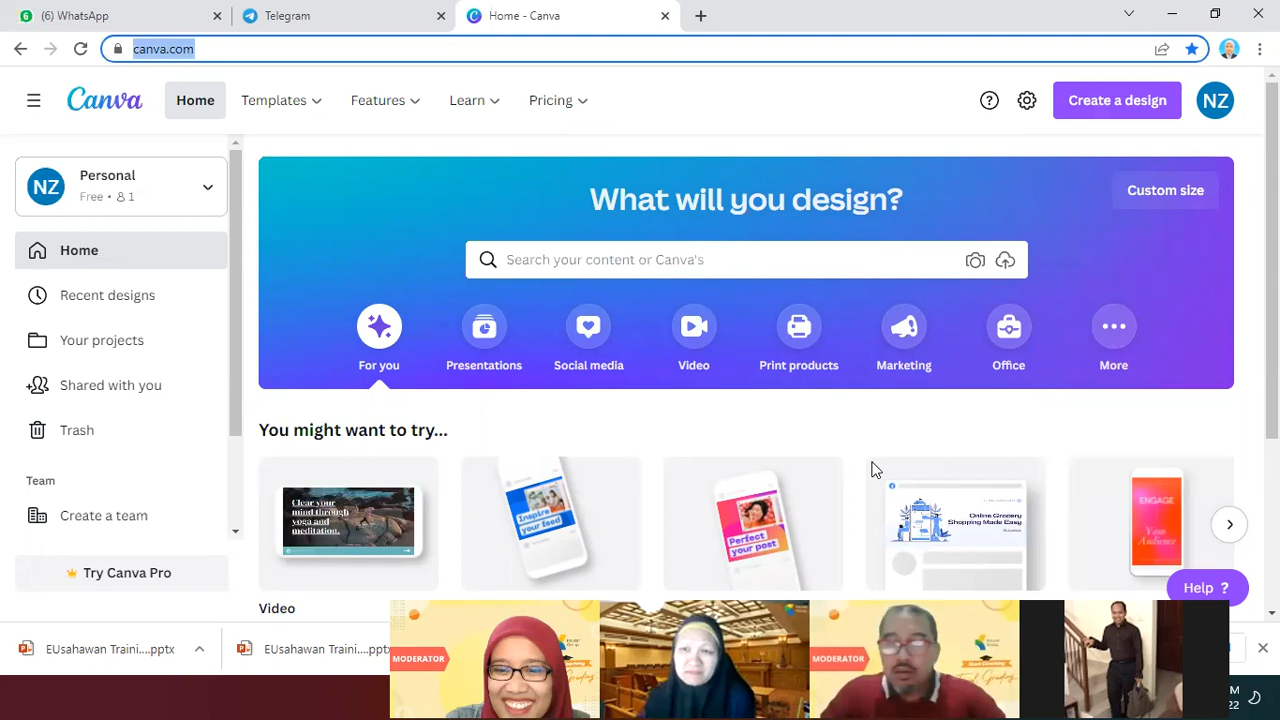 (6) WhatsApp
Telegram
Home - Canva
canva.com
Canva
Home
Templates
Features
Learn
Pricing
Create a design
NZ
NZ
Personal
Free • 1
Home
Recent designs
Your projects
Shared with you
Trash
Team
Create a team
Try Canva Pro
What will you design?
Custom size
Search your content or Canva's
For you
Presentations
Social media
Video
Print products
Marketing
Office
More
You might want to try...
Clear your
mind through
yoga and
meditation.
Inspire
your feed
Perfect
your post
Online Grocery
Shopping Made Easy
ENGAGE
Your
Audience
Video
Help ?
EUsahawan Traini....pptx
EUsahawan Traini....pptx
MODERATOR
MODERATOR